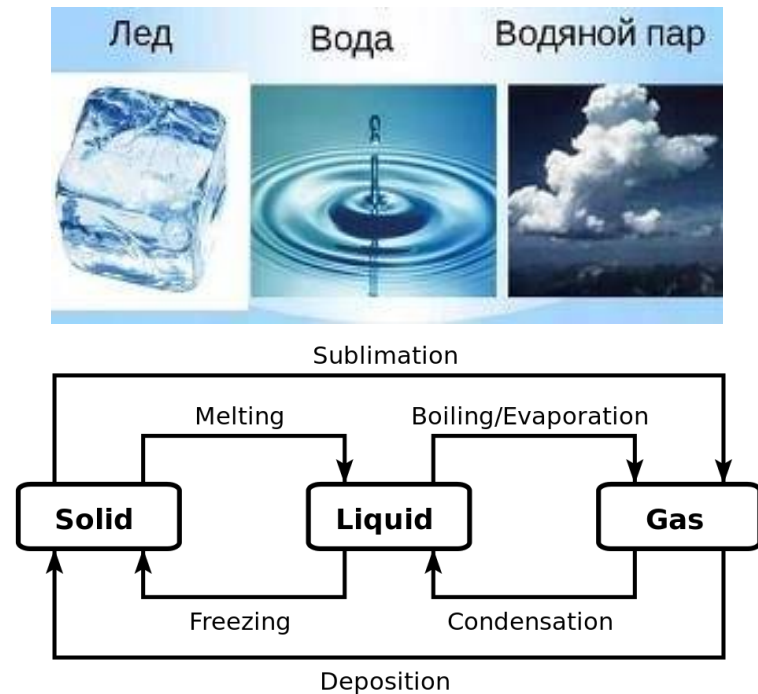 Лед
Вода
Водяной пар
Sublimation
Melting
Boiling/Evaporation
Solid
Liquid
Gas
Freezing
Condensation
Deposition